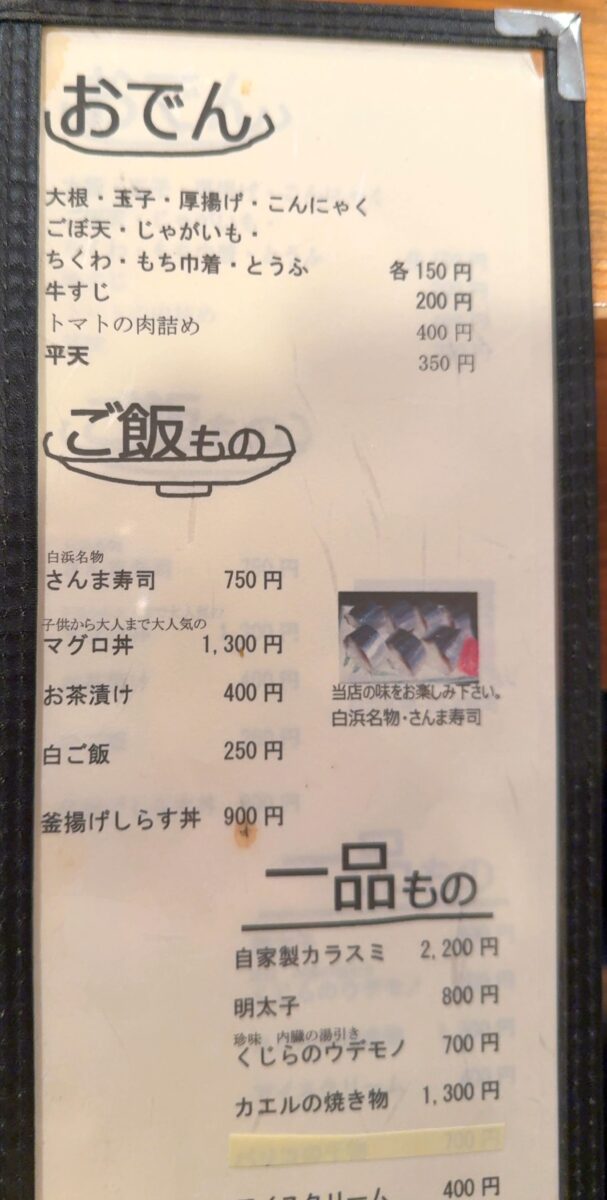 おでん
大根・玉子・厚揚げ・こんにゃく
ごぼ天・じゃがいも・
ちくわ・もち巾着・とうふ 各150円
牛すじ 200円
トマトの肉詰め 400円
平天 350円
ご飯もの
白浜名物
さんま寿司 750円
子供から大人まで大人気の
マグロ丼 1,300円
お茶漬け 400円
白ご飯 250円
釜揚げしらす丼 900円
当店の味をお楽しみ下さい。
白浜名物・さんま寿司
一品もの
自家製カラスミ 2,200円
明太子 800円
珍味 内臓の湯引き
くじらのウデモノ 700円
カエルの焼き物 1,300円
400円